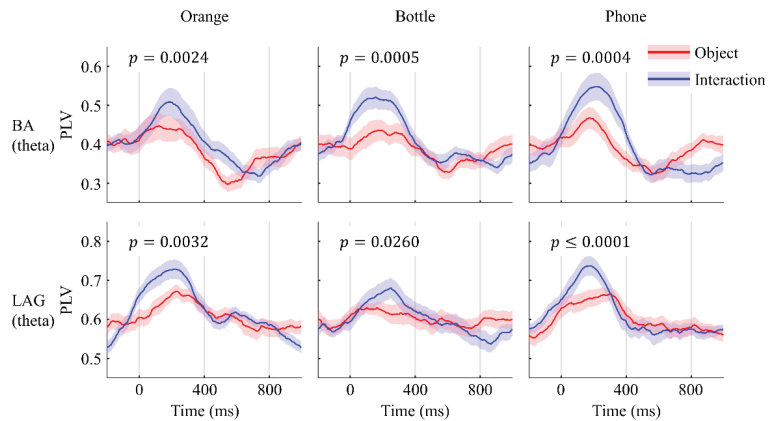 Orange Bottle Phone
p = 0.0024 p = 0.0005 p = 0.0004 Object
Interaction
BA
(theta)
PLV
0.6
0.5
0.4
0.3
p = 0.0032 p = 0.0260 p ≤ 0.0001
LAG
(theta)
PLV
0.8
0.7
0.6
0.5
0 400 800 0 400 800 0 400 800
Time (ms) Time (ms) Time (ms)